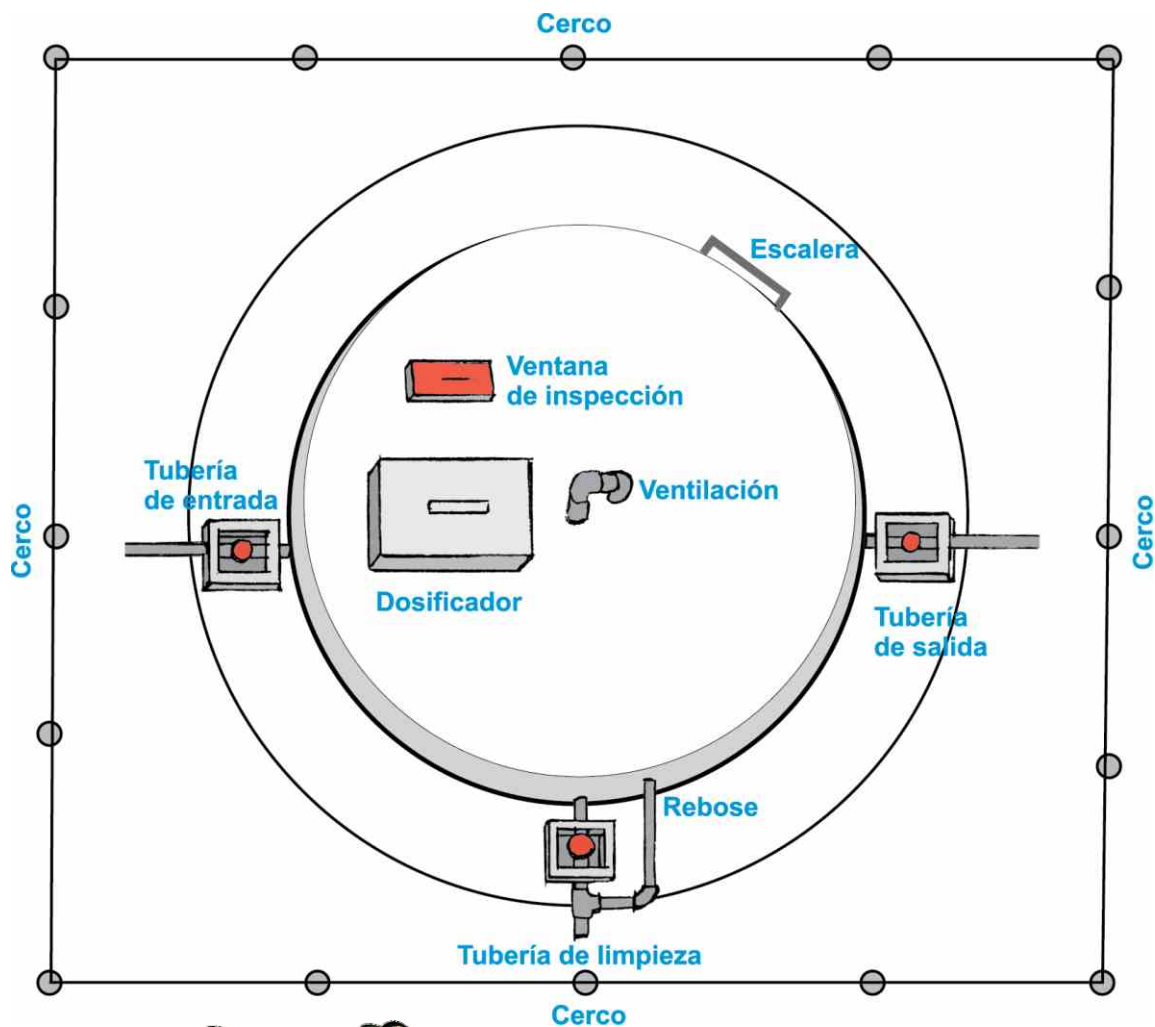 Cerco
Escalera
Ventana
de inspección
Tubería
de entrada
Ventilación
Cerco
Cerco
Dosificador
Tubería
de salida
Rebose
Tubería de limpieza
Cerco